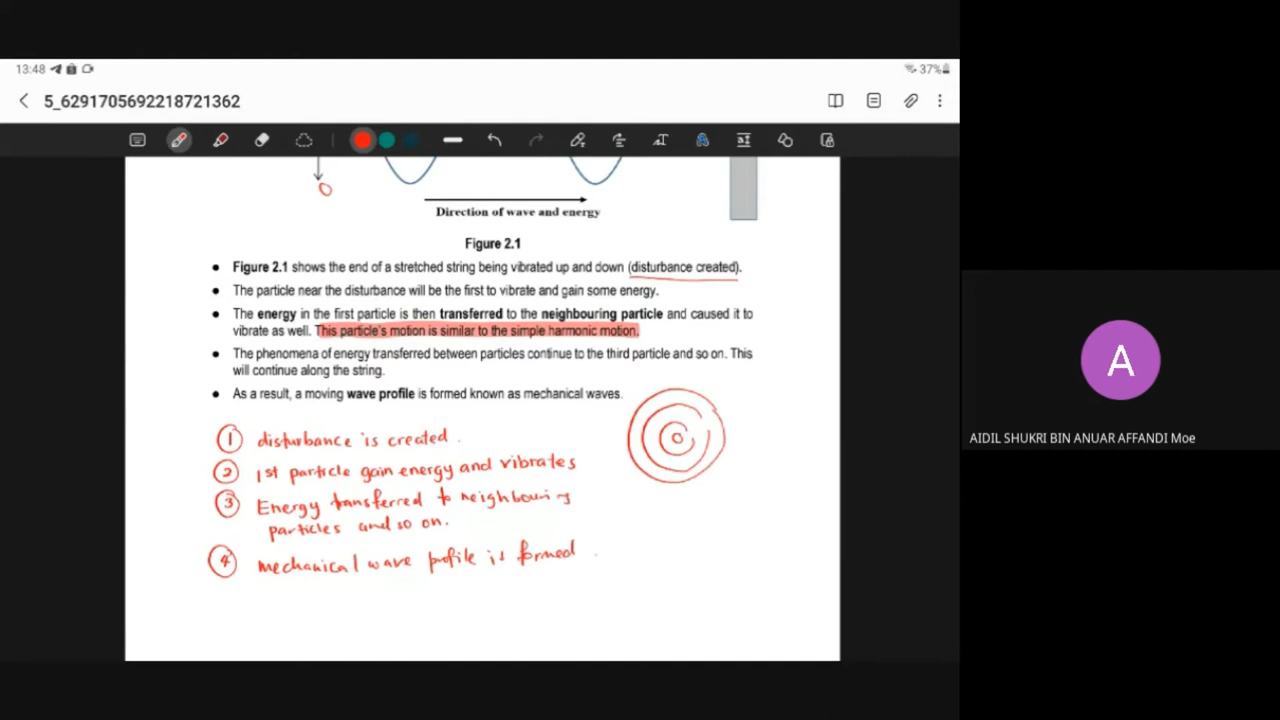 13:48
37%
5_6291705692218721362
0
Direction of wave and energy
Figure 2.1
● Figure 2.1 shows the end of a stretched string being vibrated up and down (disturbance created).
● The particle near the disturbance will be the first to vibrate and gain some energy.
● The energy in the first particle is then transferred to the neighbouring particle and caused it to
vibrate as well. This particle's motion is similar to the simple harmonic motion.
● The phenomena of energy transferred between particles continue to the third particle and so on. This
will continue along the string.
● As a result, a moving wave profile is formed known as mechanical waves.
1 disturbance is created.
2 1st particle gain energy and vibrates
3 Energy transferred to neighbouring
particles and so on.
4 mechanical wave profile is formed.
A
AIDIL SHUKRI BIN ANUAR AFFANDI Moe